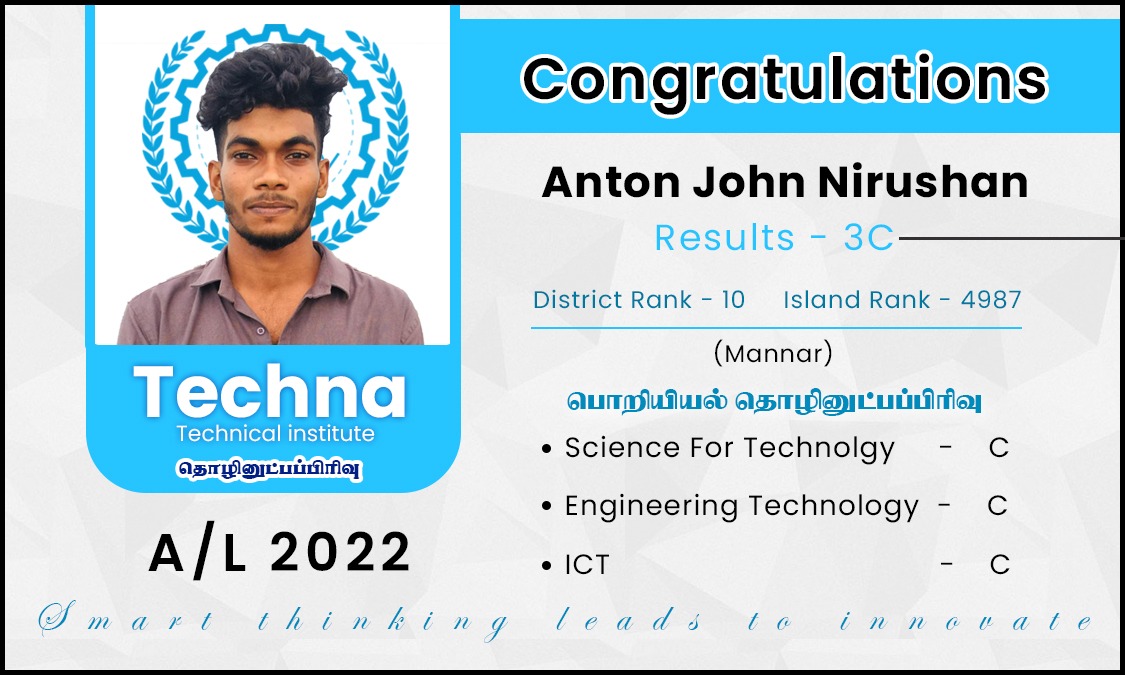 Congratulations
Anton John Nirushan
Results - 3C
District Rank - 10 Island Rank - 4987
(Mannar)
பொறியியல் தொழினுட்பப்பிரிவு
• Science For Technolgy - C
• Engineering Technology - C
• ICT - C
Techna
Technical institute
தொழினுட்பப்பிரிவு
A/L 2022
Smart thinking leads to innovate